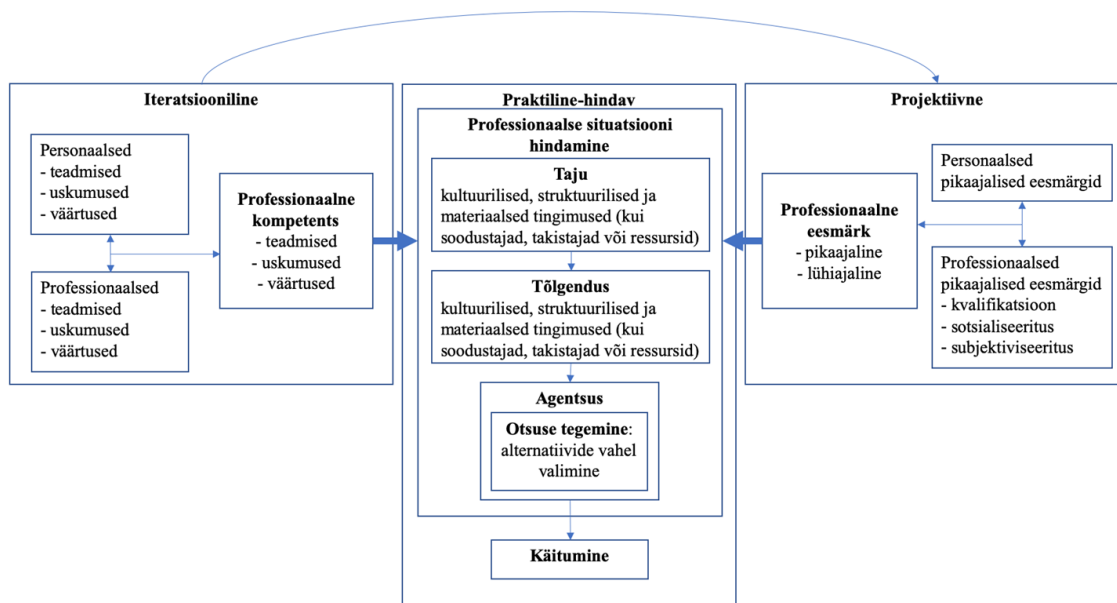 Iteratsiooniline
Personaalsed
- teadmised
- uskumused
- väärtused
Professionaalsed
- teadmised
- uskumused
- väärtused
Professionaalne
kompetents
- teadmised
- uskumused
- väärtused
Praktiline-hindav
Professionaalse situatsiooni
hindamine
Taju
kultuurilised, struktuurilised ja
materiaalsed tingimused (kui
soodustajad, takistajad või ressursid)
Tõlgendus
kultuurilised, struktuurilised ja
materiaalsed tingimused (kui
soodustajad, takistajad või ressursid)
Agentsus
Otsuse tegemine:
alternatiivide vahel
valimine
Käitumine
Projektiivne
Professionaalne
eesmärk
- pikaajaline
- lühiajaline
Personaalsed
pikaajalised eesmärgid
Professionaalsed
pikaajalised eesmärgid
- kvalifikatsioon
- sotsialiseeritus
- subjektiviseeritus